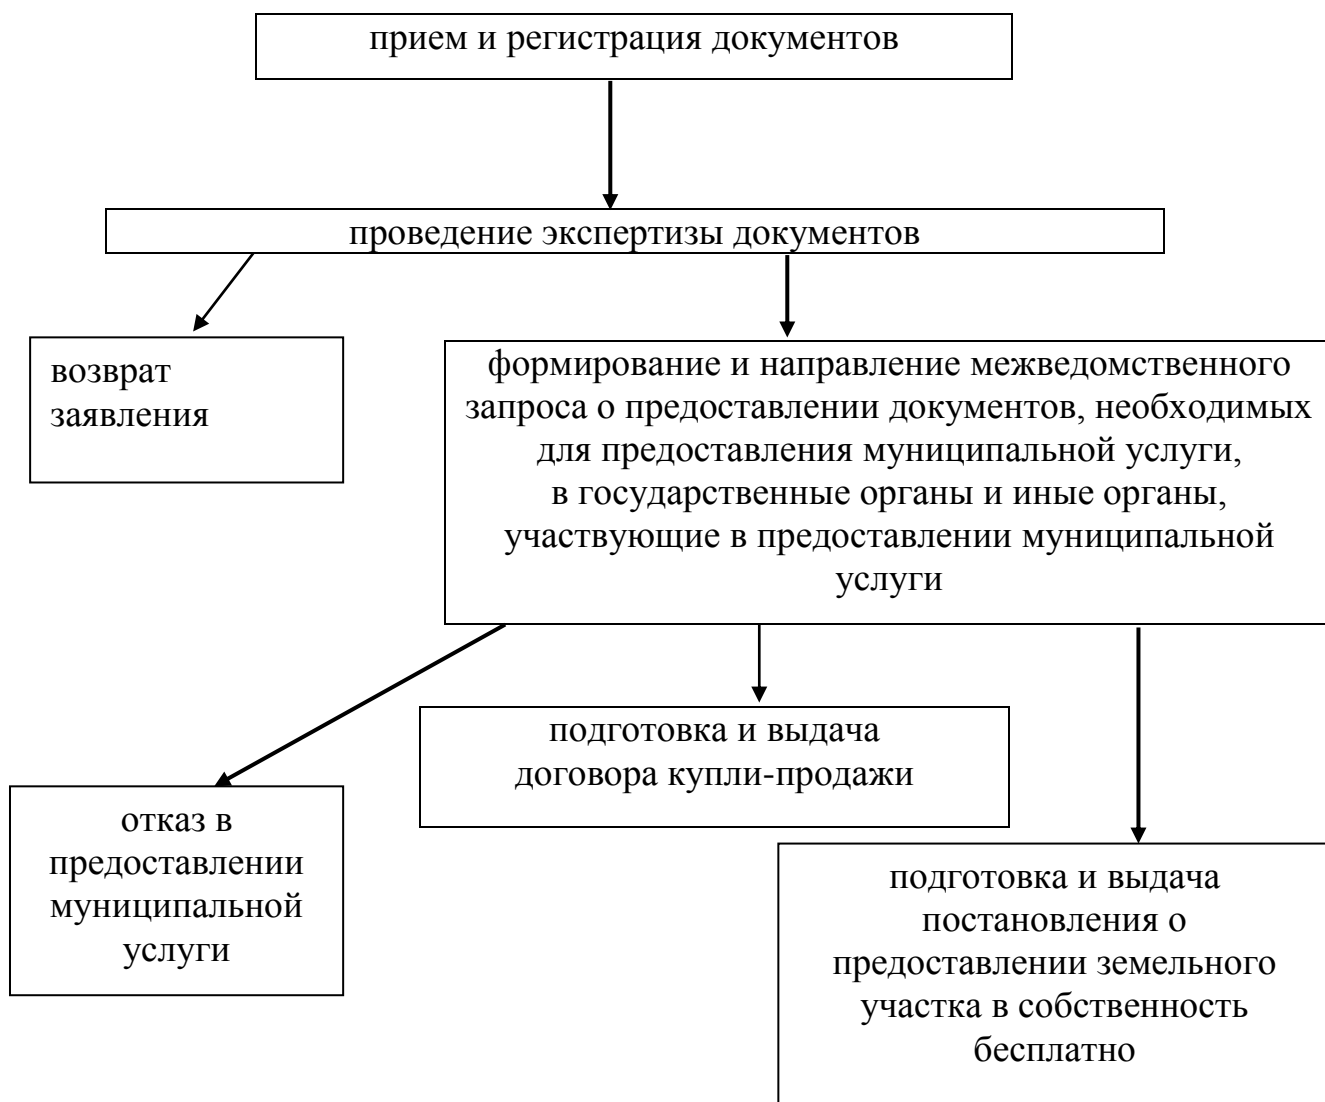 прием и регистрация документов
проведение экспертизы документов
возврат
заявления
формирование и направление межведомственного
запроса о предоставлении документов, необходимых
для предоставления муниципальной услуги,
в государственные органы и иные органы,
участвующие в предоставлении муниципальной
услуги
подготовка и выдача
договора купли-продажи
отказ в
предоставлении
муниципальной
услуги
подготовка и выдача
постановления о
предоставлении земельного
участка в собственность
бесплатно